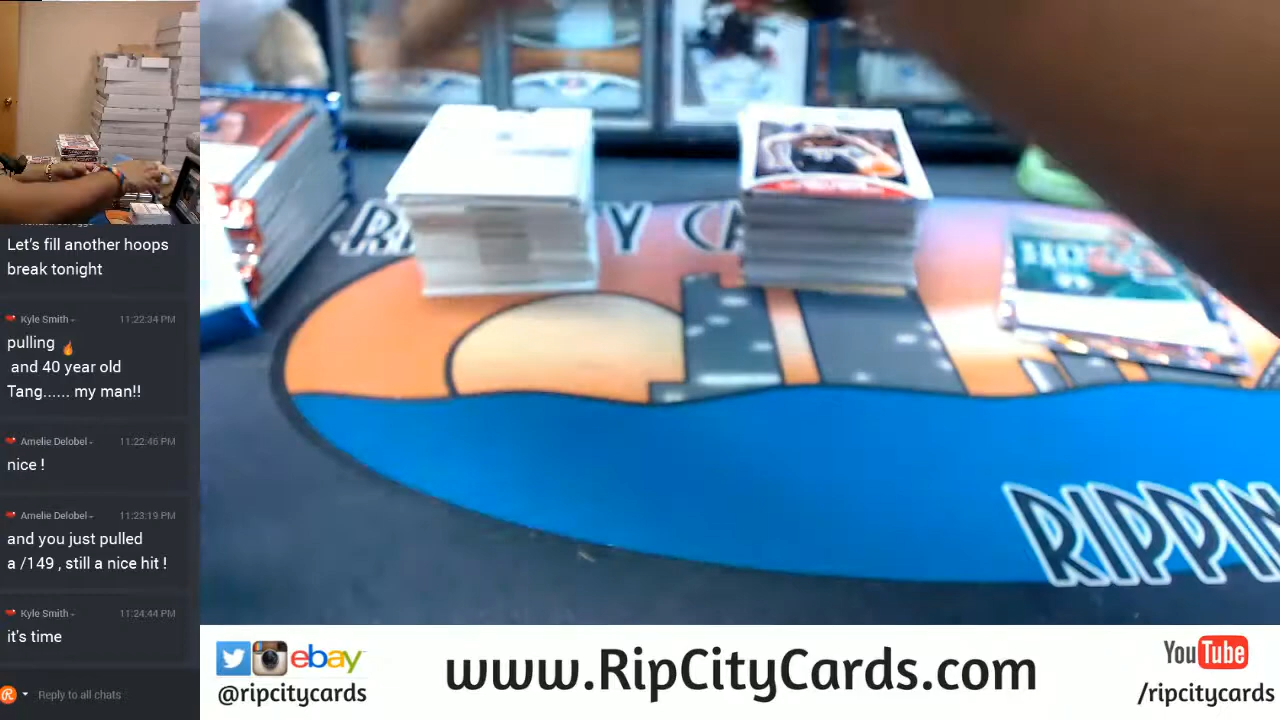 Let's fill another hoops
break tonight
Kyle Smith - 11:22:34 PM
pulling 🔥
and 40 year old
Tang...... my man!!
Amelie Delobel - 11:22:46 PM
nice !
Amelie Delobel - 11:23:19 PM
and you just pulled
a /149 , still a nice hit !
Kyle Smith - 11:24:44 PM
it's time
Reply to all chats
Y C
RIPPIN
ebay
@ripcitycards
www.RipCityCards.com
YouTube
/ripcitycards